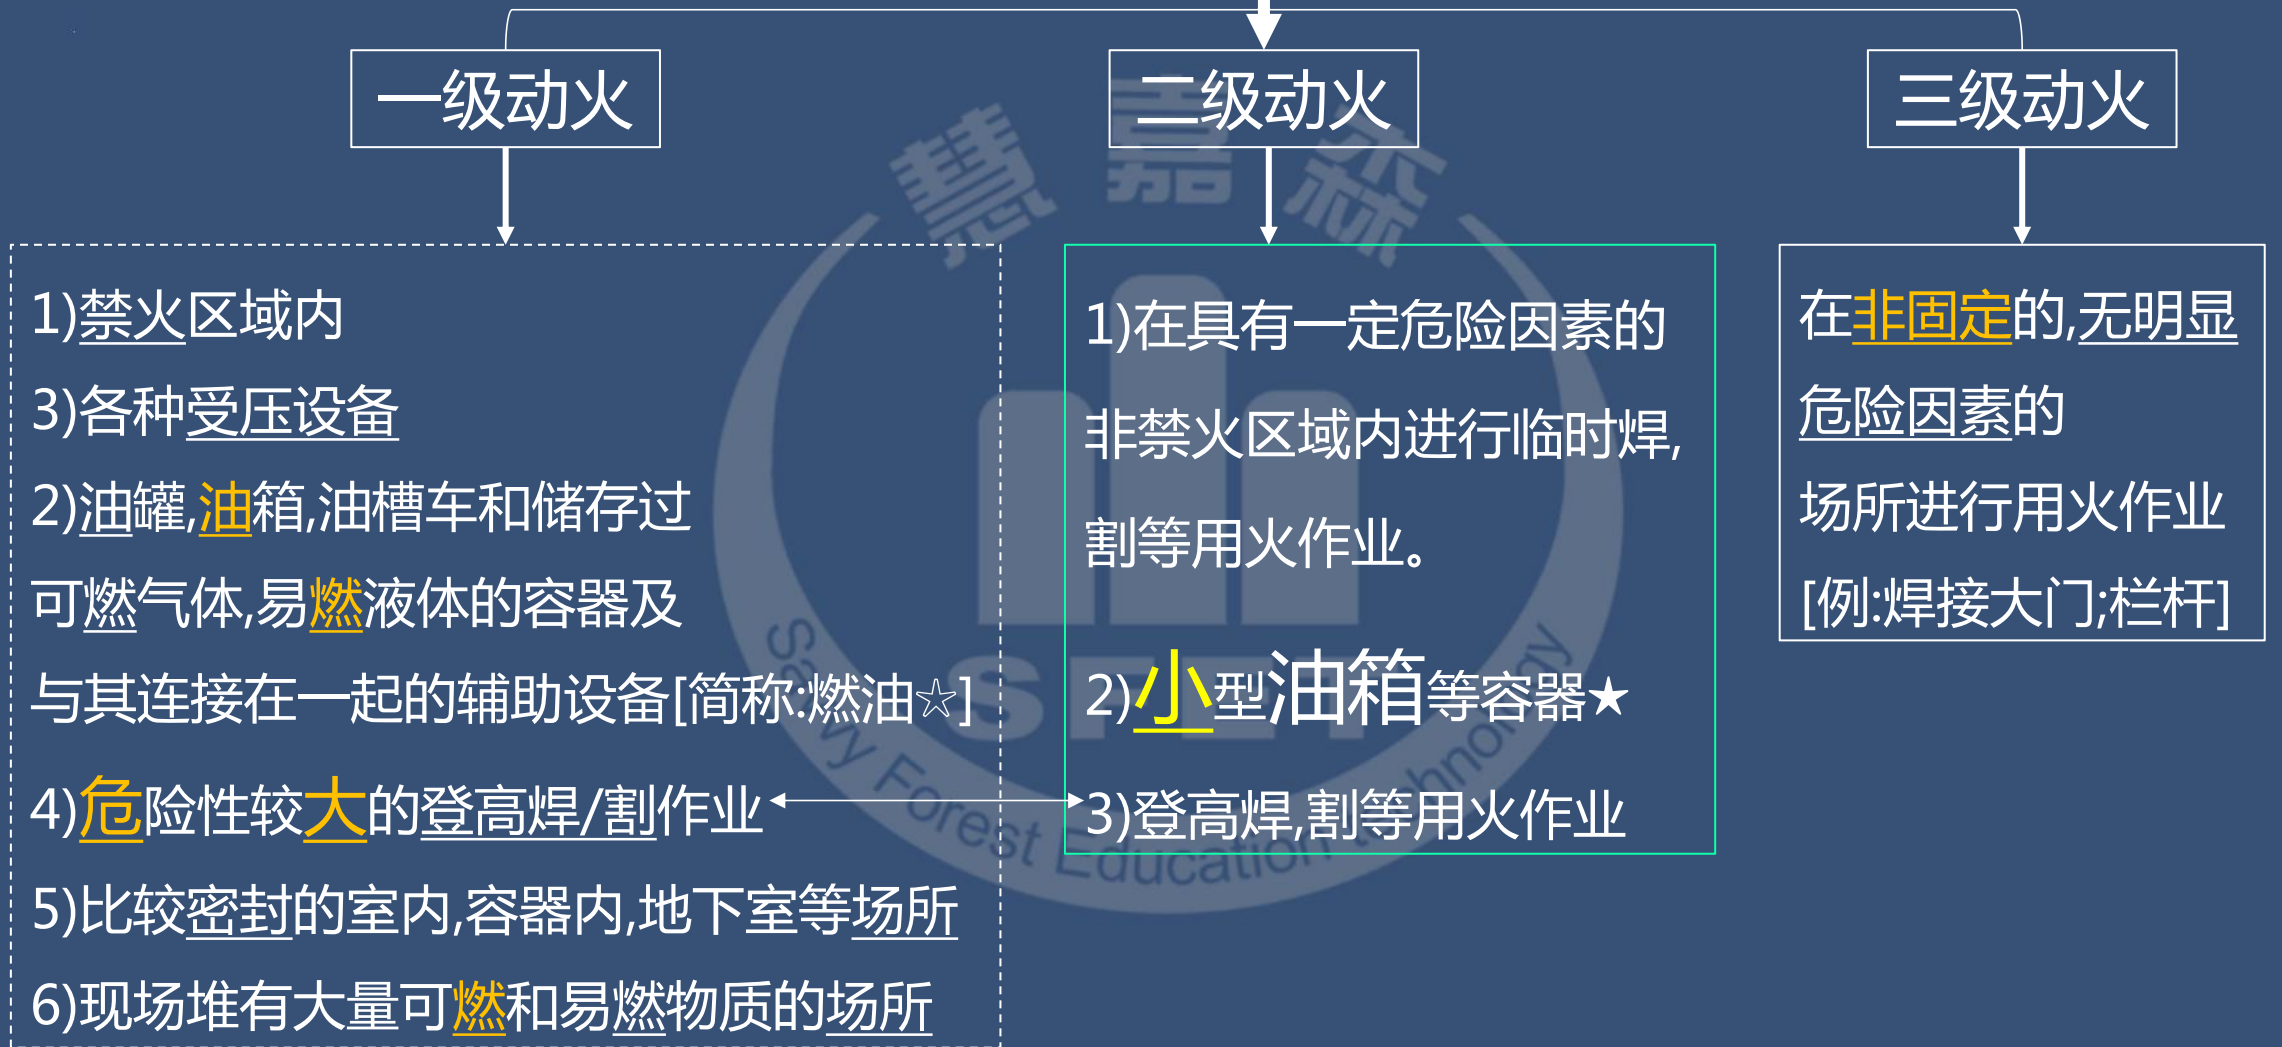 一级动火
二级动火
三级动火
1)禁火区域内
3)各种受压设备
2)油罐,油箱,油槽车和储存过
可燃气体,易燃液体的容器及
与其连接在一起的辅助设备[简称:燃油☆]
4)危险性较大的登高焊/割作业
5)比较密封的室内,容器内,地下室等场所
6)现场堆有大量可燃和易燃物质的场所
1)在具有一定危险因素的
非禁火区域内进行临时焊,
割等用火作业。
2)小型油箱等容器★
3)登高焊,割等用火作业
在非固定的,无明显
危险因素的
场所进行用火作业
[例:焊接大门;栏杆]
慧嘉森
SFET
Savvy Forest Education technology